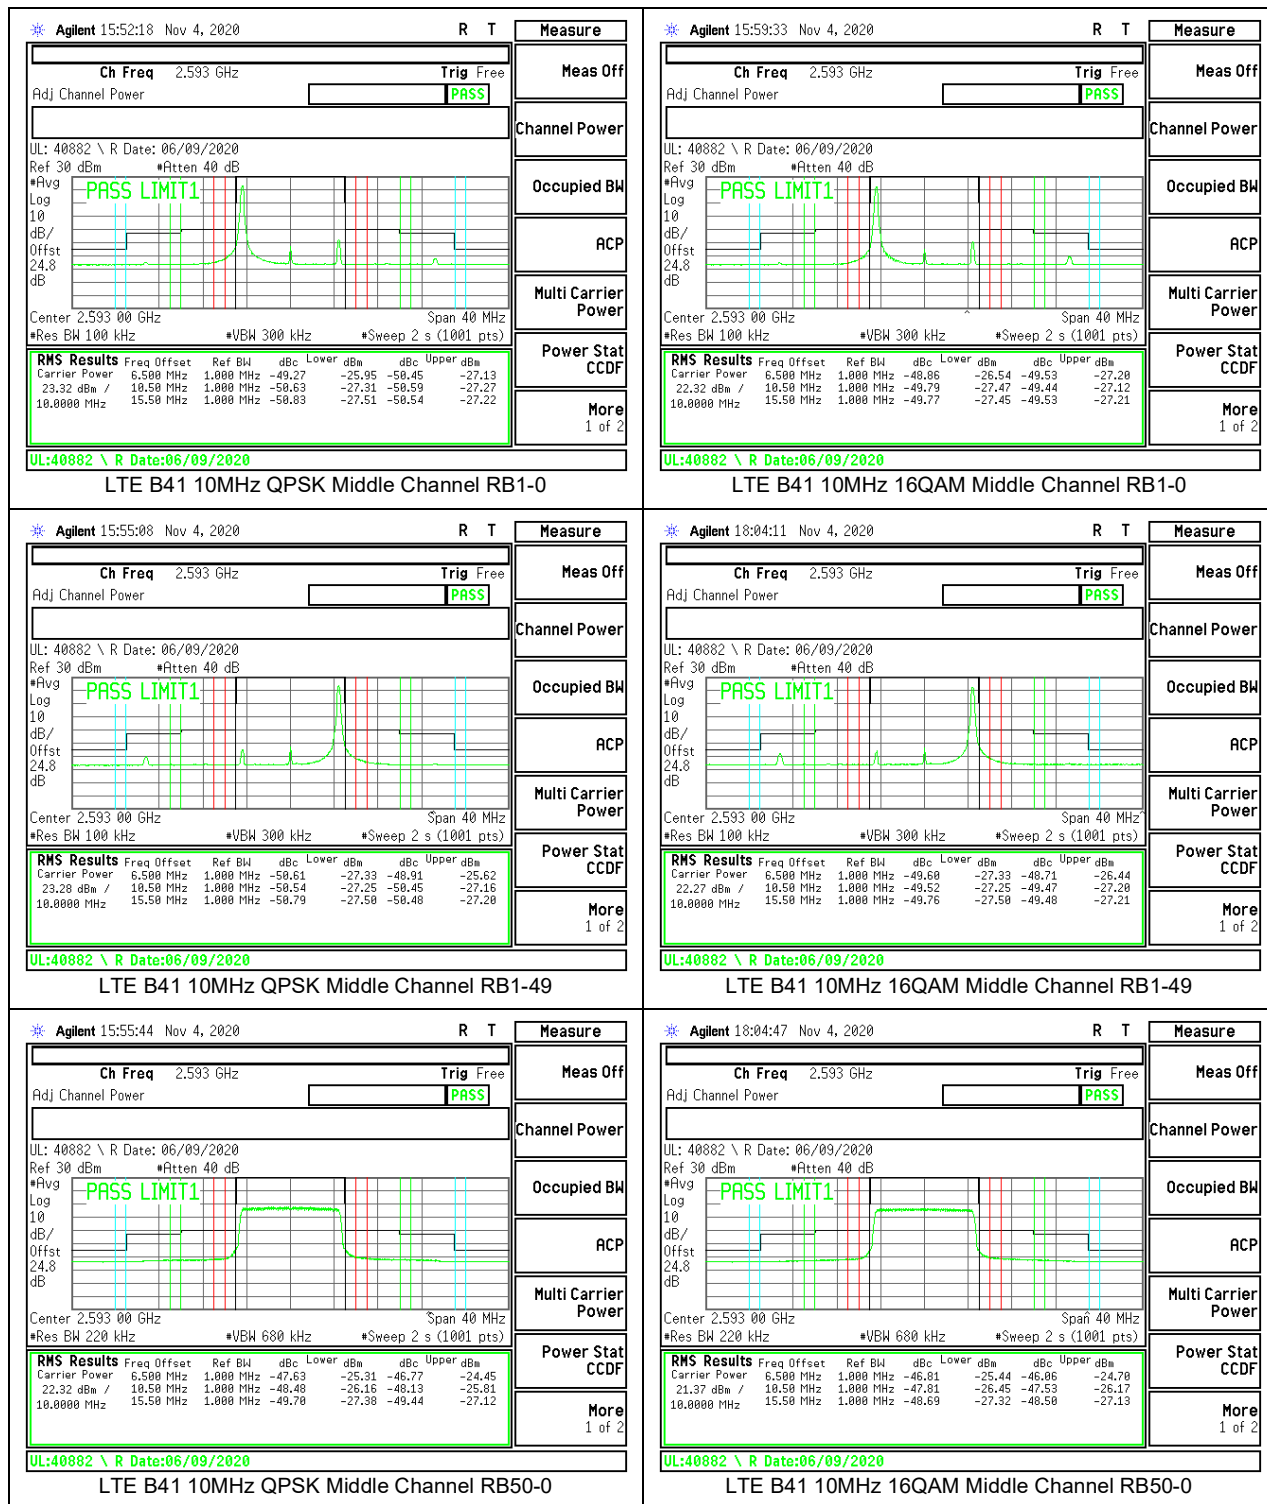 Agilent 15:52:18 Nov 4, 2020 R T Measure
Ch Freq 2.593 GHz Trig Free Meas Off
Adj Channel Power PASS
Channel Power
UL: 40882 \ R Date: 06/09/2020
Ref 30 dBm #Atten 40 dB
#Avg PASS LIMIT1 Occupied BW
Log
10
dB/ ACP
Offst
24.8
dB
Multi Carrier Power
Center 2.593 00 GHz Span 40 MHz
#Res BW 100 kHz #VBW 300 kHz #Sweep 2 s (1001 pts)
Power Stat CCDF
RMS Results Freq Offset Ref BW dBc Lower dBm dBc Upper dBm
Carrier Power 6.500 MHz 1.000 MHz -49.27 -25.95 -50.45 -27.13
23.32 dBm / 10.50 MHz 1.000 MHz -50.63 -27.31 -50.59 -27.27
10.0000 MHz 15.50 MHz 1.000 MHz -50.83 -27.51 -50.54 -27.22
More
1 of 2
UL:40882 \ R Date:06/09/2020
LTE B41 10MHz QPSK Middle Channel RB1-0
Agilent 15:59:33 Nov 4, 2020 R T Measure
Ch Freq 2.593 GHz Trig Free Meas Off
Adj Channel Power PASS
Channel Power
UL: 40882 \ R Date: 06/09/2020
Ref 30 dBm #Atten 40 dB
#Avg PASS LIMIT1 Occupied BW
Log
10
dB/ ACP
Offst
24.8
dB
Multi Carrier Power
Center 2.593 00 GHz Span 40 MHz
#Res BW 100 kHz #VBW 300 kHz #Sweep 2 s (1001 pts)
Power Stat CCDF
RMS Results Freq Offset Ref BW dBc Lower dBm dBc Upper dBm
Carrier Power 6.500 MHz 1.000 MHz -48.86 -26.54 -49.53 -27.20
22.32 dBm / 10.50 MHz 1.000 MHz -49.79 -27.47 -49.44 -27.12
10.0000 MHz 15.50 MHz 1.000 MHz -49.77 -27.45 -49.53 -27.21
More
1 of 2
UL:40882 \ R Date:06/09/2020
LTE B41 10MHz 16QAM Middle Channel RB1-0
Agilent 15:55:08 Nov 4, 2020 R T Measure
Ch Freq 2.593 GHz Trig Free Meas Off
Adj Channel Power PASS
Channel Power
UL: 40882 \ R Date: 06/09/2020
Ref 30 dBm #Atten 40 dB
#Avg PASS LIMIT1 Occupied BW
Log
10
dB/ ACP
Offst
24.8
dB
Multi Carrier Power
Center 2.593 00 GHz Span 40 MHz
#Res BW 100 kHz #VBW 300 kHz #Sweep 2 s (1001 pts)
Power Stat CCDF
RMS Results Freq Offset Ref BW dBc Lower dBm dBc Upper dBm
Carrier Power 6.500 MHz 1.000 MHz -50.61 -27.33 -48.91 -25.62
23.28 dBm / 10.50 MHz 1.000 MHz -50.54 -27.25 -50.45 -27.16
10.0000 MHz 15.50 MHz 1.000 MHz -50.79 -27.50 -50.48 -27.20
More
1 of 2
UL:40882 \ R Date:06/09/2020
LTE B41 10MHz QPSK Middle Channel RB1-49
Agilent 18:04:11 Nov 4, 2020 R T Measure
Ch Freq 2.593 GHz Trig Free Meas Off
Adj Channel Power PASS
Channel Power
UL: 40882 \ R Date: 06/09/2020
Ref 30 dBm #Atten 40 dB
#Avg PASS LIMIT1 Occupied BW
Log
10
dB/ ACP
Offst
24.8
dB
Multi Carrier Power
Center 2.593 00 GHz Span 40 MHz
#Res BW 100 kHz #VBW 300 kHz #Sweep 2 s (1001 pts)
Power Stat CCDF
RMS Results Freq Offset Ref BW dBc Lower dBm dBc Upper dBm
Carrier Power 6.500 MHz 1.000 MHz -49.60 -27.33 -48.71 -26.44
22.27 dBm / 10.50 MHz 1.000 MHz -49.52 -27.25 -49.47 -27.20
10.0000 MHz 15.50 MHz 1.000 MHz -49.76 -27.50 -49.48 -27.21
More
1 of 2
UL:40882 \ R Date:06/09/2020
LTE B41 10MHz 16QAM Middle Channel RB1-49
Agilent 15:55:44 Nov 4, 2020 R T Measure
Ch Freq 2.593 GHz Trig Free Meas Off
Adj Channel Power PASS
Channel Power
UL: 40882 \ R Date: 06/09/2020
Ref 30 dBm #Atten 40 dB
#Avg PASS LIMIT1 Occupied BW
Log
10
dB/ ACP
Offst
24.8
dB
Multi Carrier Power
Center 2.593 00 GHz Span 40 MHz
#Res BW 220 kHz #VBW 680 kHz #Sweep 2 s (1001 pts)
Power Stat CCDF
RMS Results Freq Offset Ref BW dBc Lower dBm dBc Upper dBm
Carrier Power 6.500 MHz 1.000 MHz -47.63 -25.31 -46.77 -24.45
22.32 dBm / 10.50 MHz 1.000 MHz -48.48 -26.16 -48.13 -25.81
10.0000 MHz 15.50 MHz 1.000 MHz -49.70 -27.38 -49.44 -27.12
More
1 of 2
UL:40882 \ R Date:06/09/2020
LTE B41 10MHz QPSK Middle Channel RB50-0
Agilent 18:04:47 Nov 4, 2020 R T Measure
Ch Freq 2.593 GHz Trig Free Meas Off
Adj Channel Power PASS
Channel Power
UL: 40882 \ R Date: 06/09/2020
Ref 30 dBm #Atten 40 dB
#Avg PASS LIMIT1 Occupied BW
Log
10
dB/ ACP
Offst
24.8
dB
Multi Carrier Power
Center 2.593 00 GHz Span 40 MHz
#Res BW 220 kHz #VBW 680 kHz #Sweep 2 s (1001 pts)
Power Stat CCDF
RMS Results Freq Offset Ref BW dBc Lower dBm dBc Upper dBm
Carrier Power 6.500 MHz 1.000 MHz -46.81 -25.44 -46.06 -24.70
21.37 dBm / 10.50 MHz 1.000 MHz -47.81 -26.45 -47.53 -26.17
10.0000 MHz 15.50 MHz 1.000 MHz -48.69 -27.32 -48.50 -27.13
More
1 of 2
UL:40882 \ R Date:06/09/2020
LTE B41 10MHz 16QAM Middle Channel RB50-0